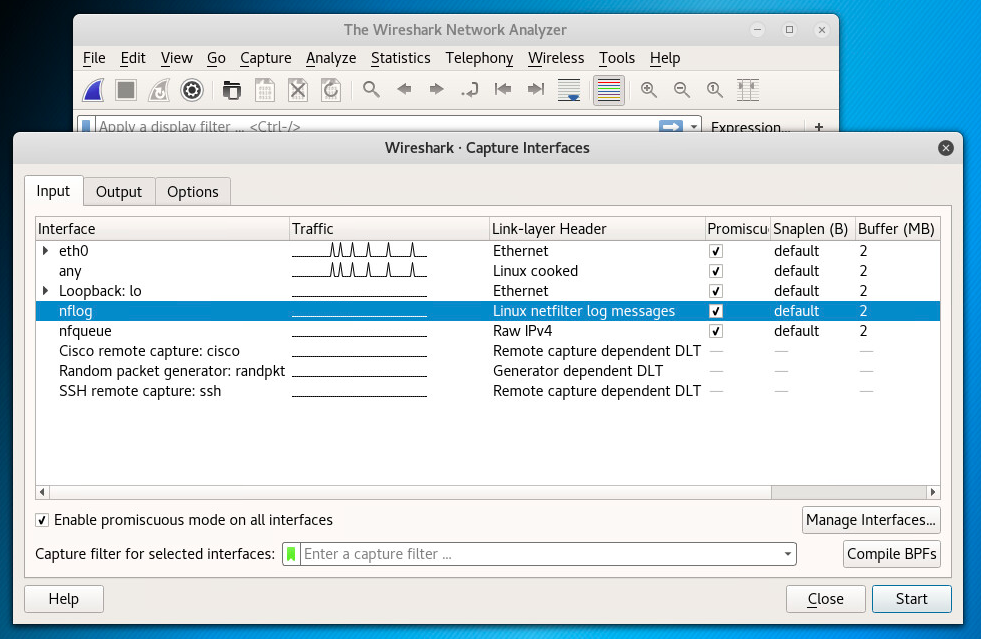 The Wireshark Network Analyzer
File Edit View Go Capture Analyze Statistics Telephony Wireless Tools Help
Apply a display filter ... <Ctrl-/> Expression... +
Wireshark · Capture Interfaces
Input Output Options
Interface Traffic Link-layer Header Promiscu Snaplen (B) Buffer (MB)
eth0 Ethernet default 2
any Linux cooked default 2
Loopback: lo Ethernet default 2
nflog Linux netfilter log messages default 2
nfqueue Raw IPv4 default 2
Cisco remote capture: cisco Remote capture dependent DLT — — —
Random packet generator: randpkt Generator dependent DLT — — —
SSH remote capture: ssh Remote capture dependent DLT — — —
Enable promiscuous mode on all interfaces Manage Interfaces...
Capture filter for selected interfaces: Enter a capture filter ... Compile BPFs
Help Close Start